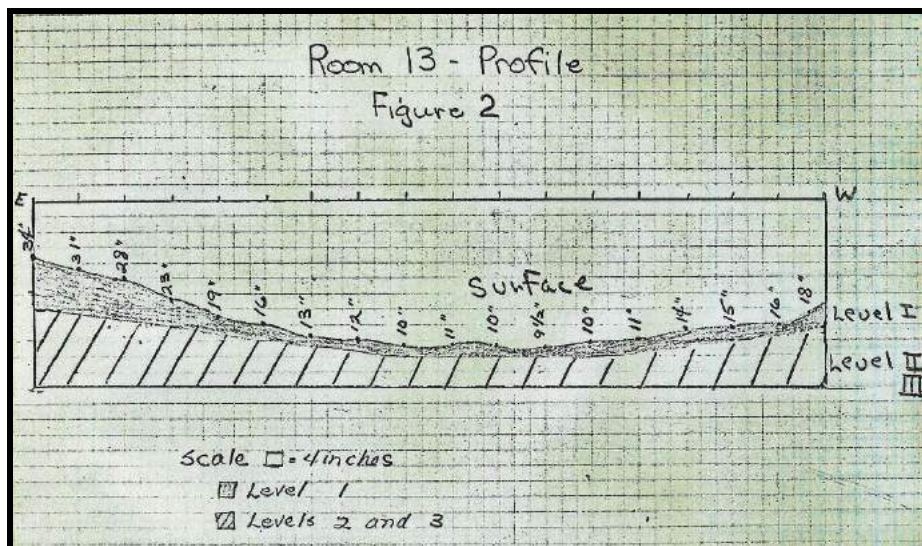 Room 13 - Profile
Figure 2
E W
34" 31" 28" 23" 19" 16" 13" 12" 10" 11" 10" 9½" 10" 11" 14" 15" 16" 18"
Surface
Level I
Level II
III
Scale □ = 4 inches
Level 1
Levels 2 and 3